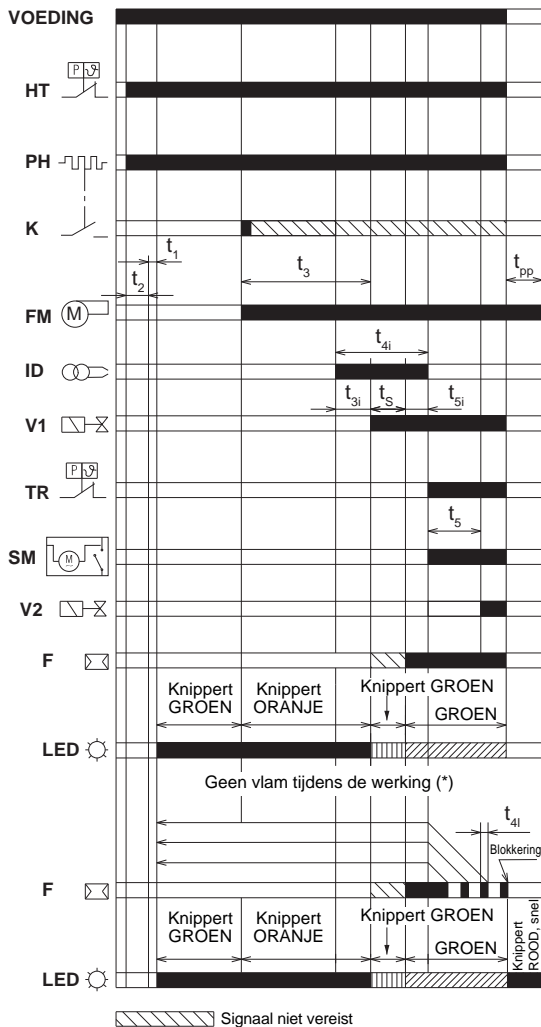 VOEDING
P ϑ
HT
PH
K
t1
t2
t3
tpp
FM M
t4i
ID
t3i tS t5i
V1
P ϑ
TR
t5
SM M
V2
F
Knippert GROEN
Knippert ORANJE
Knippert GROEN
GROEN
LED
Geen vlam tijdens de werking (*)
t4l
Blokkering
F
Knippert GROEN
Knippert ORANJE
Knippert GROEN
GROEN
Knippert ROOD, snel
LED
Signaal niet vereist